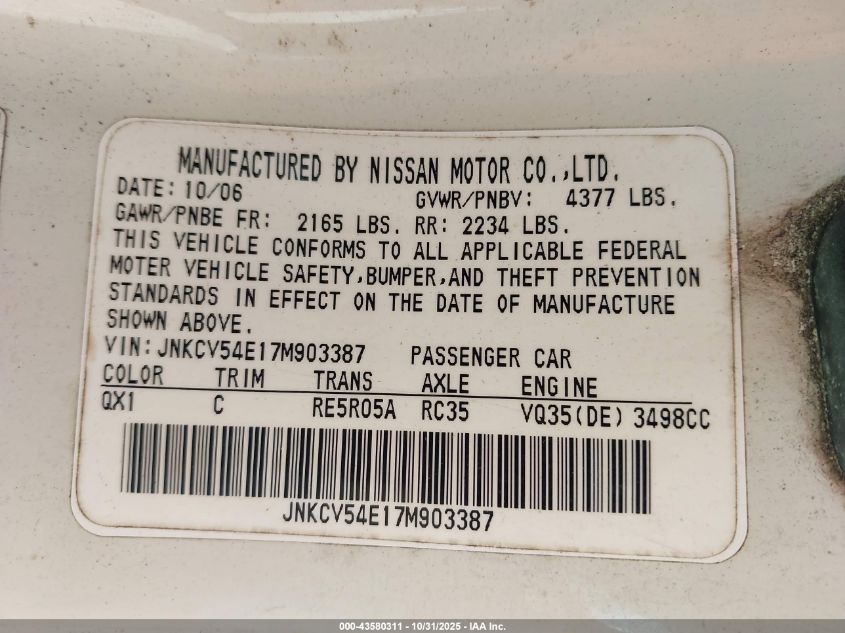 MANUFACTURED BY NISSAN MOTOR CO.,LTD.
DATE: 10/06 GVWR/PNBV: 4377 LBS.
GAWR/PNBE FR: 2165 LBS. RR: 2234 LBS.
THIS VEHICLE CONFORMS TO ALL APPLICABLE FEDERAL
MOTER VEHICLE SAFETY,BUMPER,AND THEFT PREVENTION
STANDARDS IN EFFECT ON THE DATE OF MANUFACTURE
SHOWN ABOVE.
VIN: JNKCV54E17M903387 PASSENGER CAR
COLOR TRIM TRANS AXLE ENGINE
QX1 C RE5R05A RC35 VQ35(DE) 3498CC
JNKCV54E17M903387
000-43580311 - 10/31/2025 - IAA Inc.